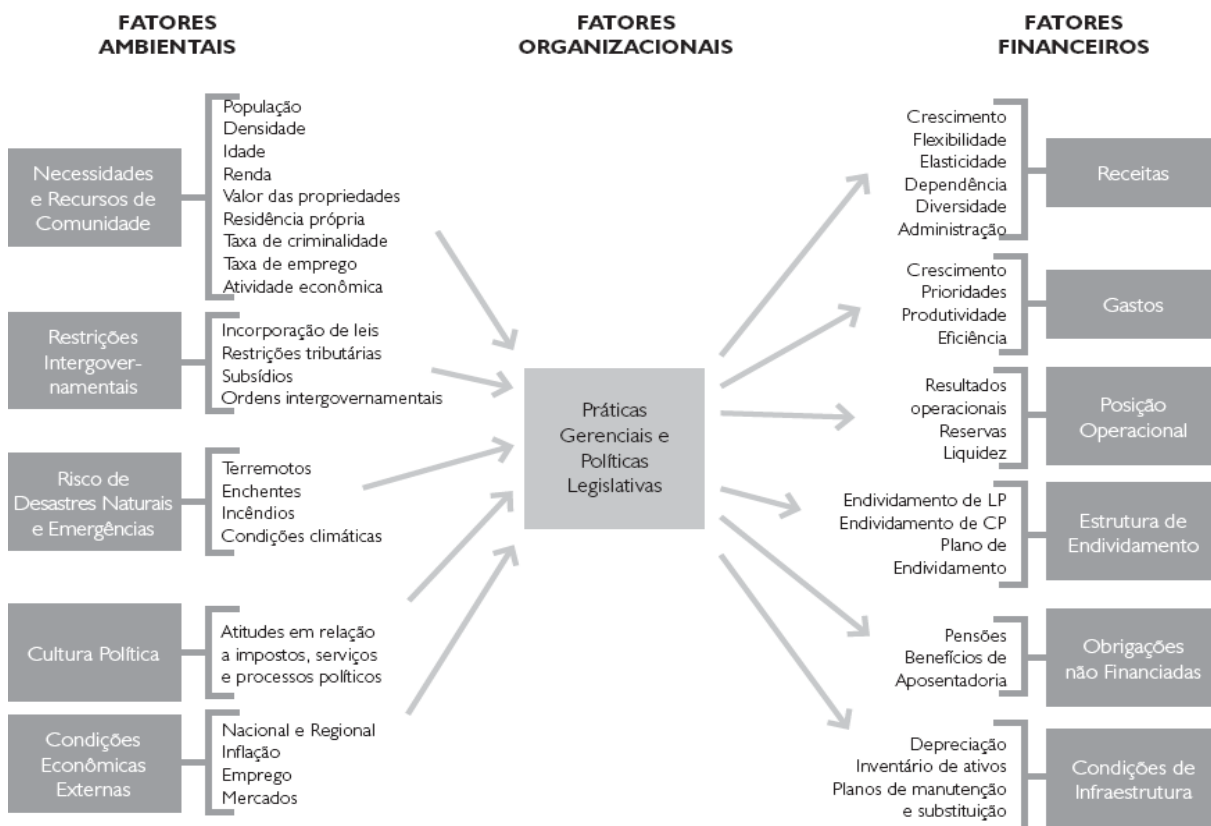 FATORES
AMBIENTAIS
FATORES
ORGANIZACIONAIS
FATORES
FINANCEIROS
Necessidades
e Recursos de
Comunidade
População
Densidade
Idade
Renda
Valor das propriedades
Residência própria
Taxa de criminalidade
Taxa de emprego
Atividade econômica
Restrições
Intergover-
namentais
Incorporação de leis
Restrições tributárias
Subsídios
Ordens intergovernamentais
Risco de
Desastres Naturais
e Emergências
Terremotos
Enchentes
Incêndios
Condições climáticas
Cultura Política
Atitudes em relação
a impostos, serviços
e processos políticos
Condições
Econômicas
Externas
Nacional e Regional
Inflação
Emprego
Mercados
Práticas
Gerenciais e
Políticas
Legislativas
Crescimento
Flexibilidade
Elasticidade
Dependência
Diversidade
Administração
Receitas
Crescimento
Prioridades
Produtividade
Eficiência
Gastos
Resultados
operacionais
Reservas
Liquidez
Posição
Operacional
Endividamento de LP
Endividamento de CP
Plano de
Endividamento
Estrutura de
Endividamento
Pensões
Benefícios de
Aposentadoria
Obrigações
não Financiadas
Depreciação
Inventário de ativos
Planos de manutenção
e substituição
Condições de
Infraestrutura